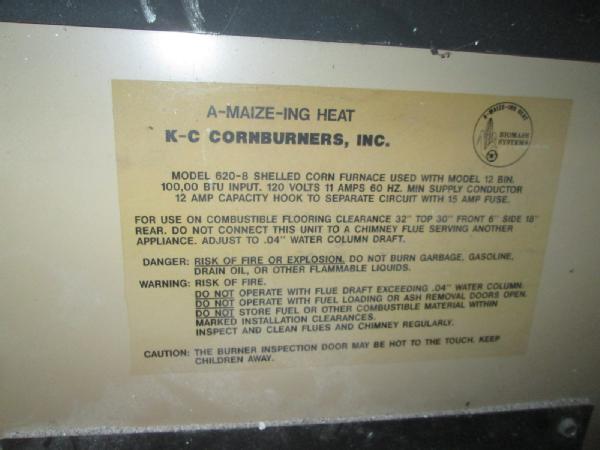 A-MAIZE-ING HEAT
K-C CORNBURNERS, INC.
A-MAIZE-ING HEAT
BIOMASS
SYSTEMS
MODEL 620-8 SHELLED CORN FURNACE USED WITH MODEL 12 BIN.
100,00 BTU INPUT. 120 VOLTS 11 AMPS 60 HZ. MIN SUPPLY CONDUCTOR
12 AMP CAPACITY HOOK TO SEPARATE CIRCUIT WITH 15 AMP FUSE.
FOR USE ON COMBUSTIBLE FLOORING CLEARANCE 32" TOP 30" FRONT 6" SIDE 18"
REAR. DO NOT CONNECT THIS UNIT TO A CHIMNEY FLUE SERVING ANOTHER
APPLIANCE. ADJUST TO .04" WATER COLUMN DRAFT.
DANGER: RISK OF FIRE OR EXPLOSION. DO NOT BURN GARBAGE, GASOLINE,
DRAIN OIL, OR OTHER FLAMMABLE LIQUIDS.
WARNING: RISK OF FIRE.
DO NOT OPERATE WITH FLUE DRAFT EXCEEDING .04" WATER COLUMN.
DO NOT OPERATE WITH FUEL LOADING OR ASH REMOVAL DOORS OPEN.
DO NOT STORE FUEL OR OTHER COMBUSTIBLE MATERIAL WITHIN
MARKED INSTALLATION CLEARANCES.
INSPECT AND CLEAN FLUES AND CHIMNEY REGULARLY.
CAUTION: THE BURNER INSPECTION DOOR MAY BE HOT TO THE TOUCH. KEEP
CHILDREN AWAY.